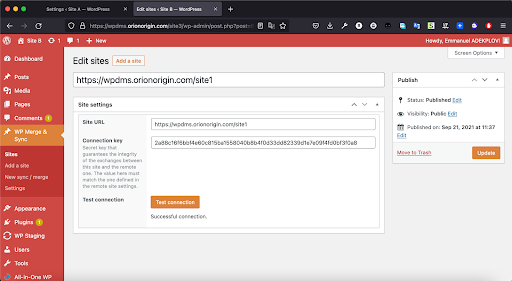 Settings ‹ Site A — WordPress
Edit sites ‹ Site B — WordPress
https://wpdms.orionorigin.com/site3/wp-admin/post.php?post=
Site B
1
1
New
Howdy, Emmanuel ADEKPLOVI
Screen Options
Dashboard
Posts
Media
Pages
Comments 1
WP Merge &
Sync
Sites
Add a site
New sync / merge
Settings
Appearance
Plugins 1
WP Staging
Users
Tools
All-in-One WP
Edit sites
Add a site
https://wpdms.orionorigin.com/site1
Site settings
Site URL
https://wpdms.orionorigin.com/site1
Connection key
Secret key that
guarantees the integrity
of the exchanges between
this site and the remote
one. The value here must
match the one defined in
the remote site settings.
Test connection
Test connection
Successful connection.
Publish
Status: Published Edit
Visibility: Public Edit
Published on: Sep 21, 2021 at 11:37
Edit
Move to Trash
Update